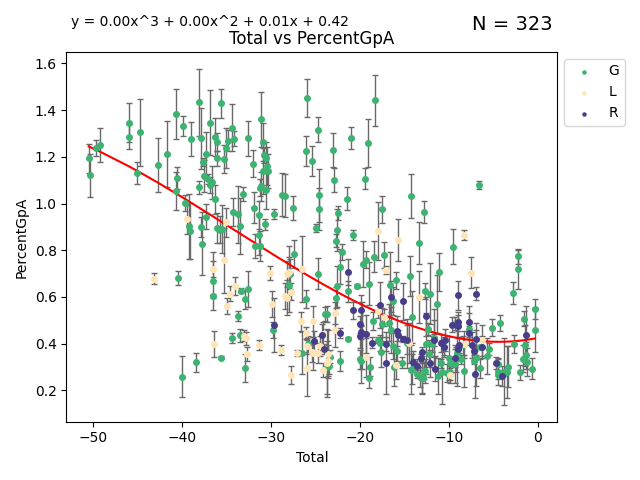 y = 0.00x^3 + 0.00x^2 + 0.01x + 0.42
N = 323
Total vs PercentGpA
G
L
R
1.6
1.4
1.2
1.0
0.8
0.6
0.4
0.2
PercentGpA
−50 −40 −30 −20 −10 0
Total